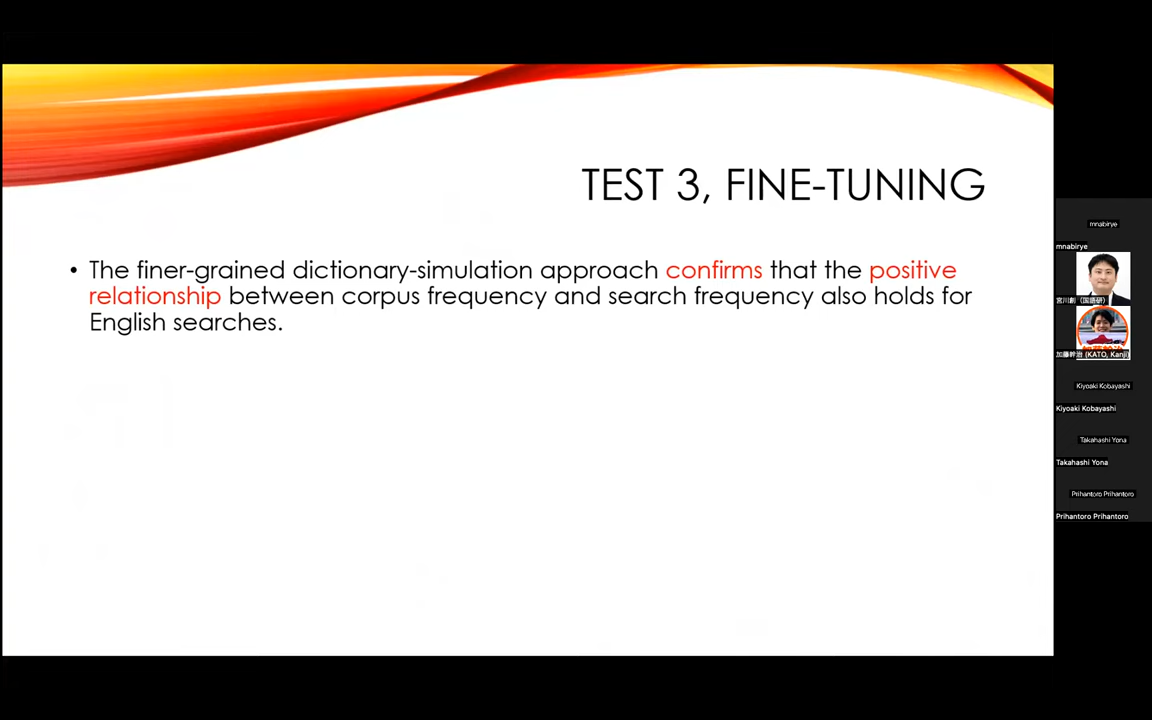 TEST 3, FINE-TUNING
• The finer-grained dictionary-simulation approach confirms that the positive
relationship between corpus frequency and search frequency also holds for
English searches.
mnabirye
mnabirye
宮川創 (国語研)
加藤幹治 (KATO, Kanji)
Kiyoaki Kobayashi
Kiyoaki Kobayashi
Takahashi Yona
Takahashi Yona
Prihantoro Prihantoro
Prihantoro Prihantoro